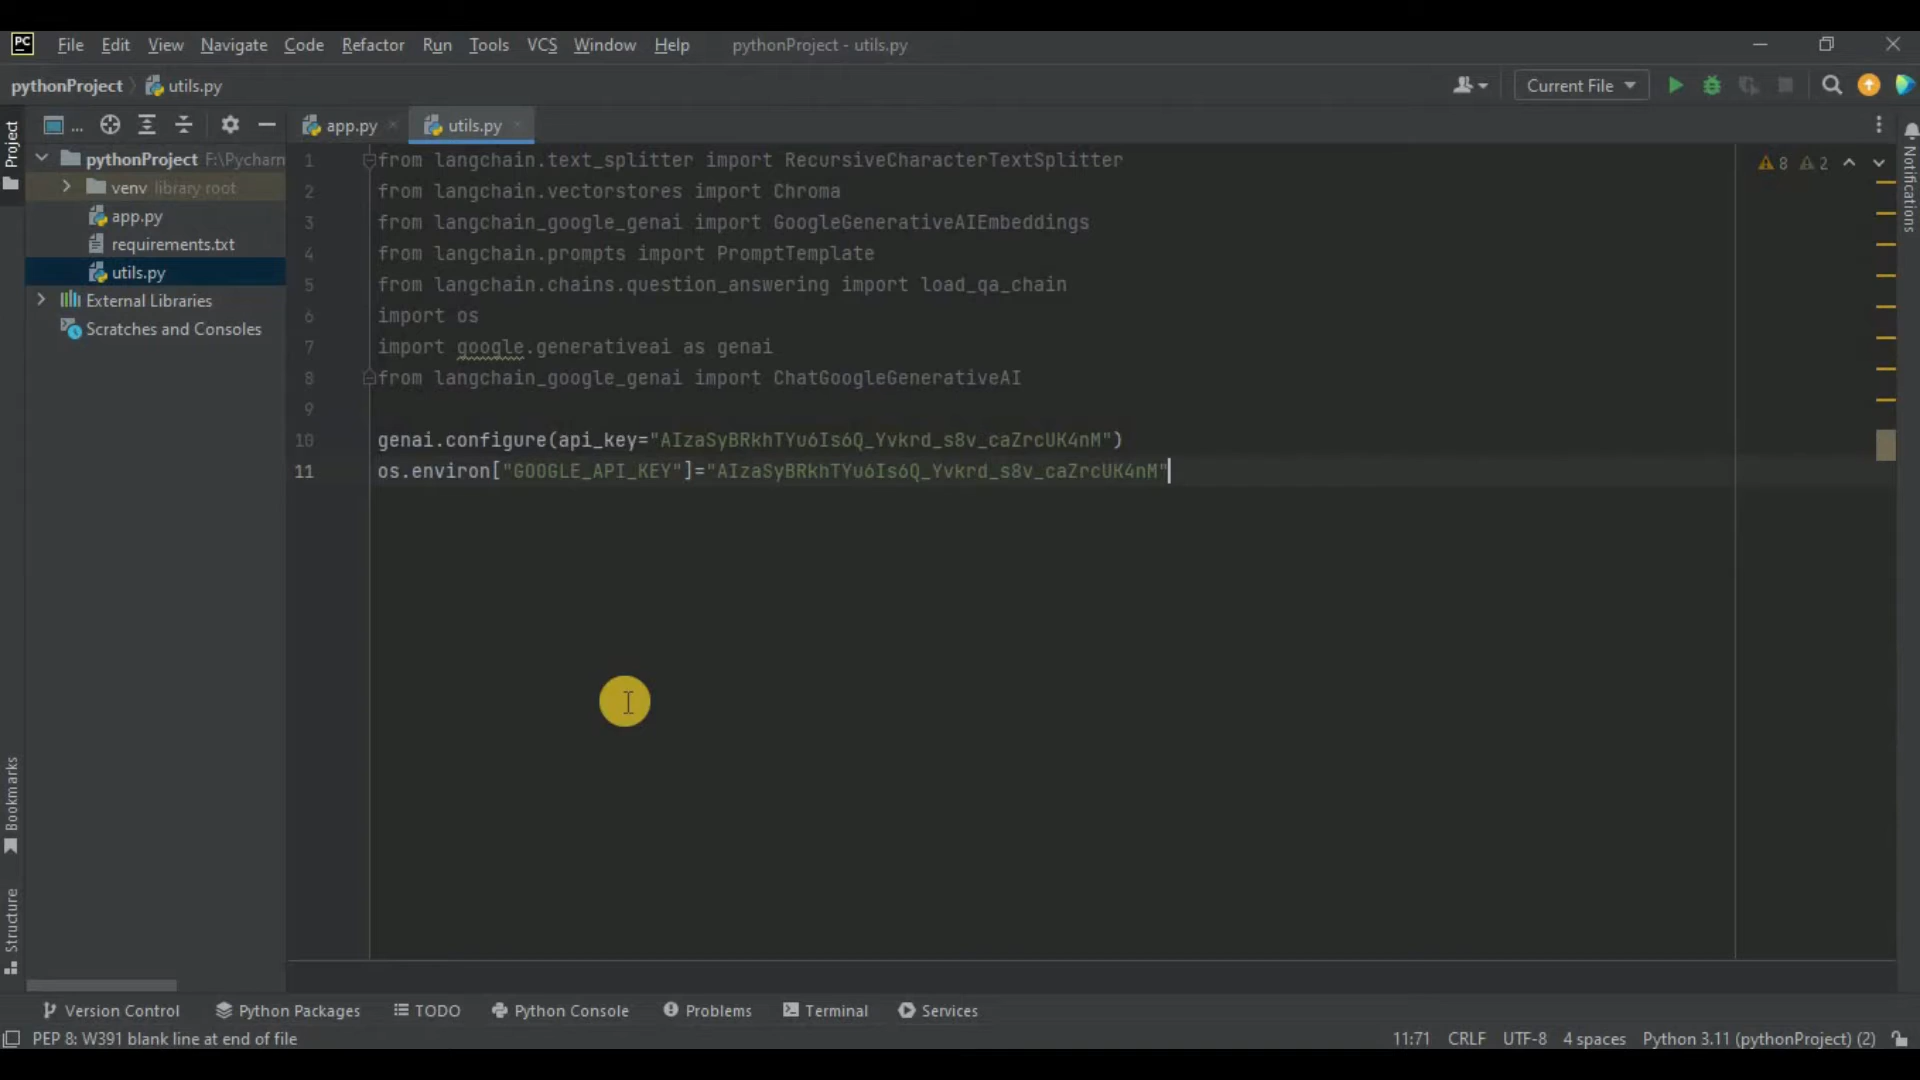 PC File Edit View Navigate Code Refactor Run Tools VCS Window Help pythonProject - utils.py
pythonProject utils.py Current File
... app.py utils.py
Project
pythonProject F:\Pycharm
venv library root
app.py
requirements.txt
utils.py
External Libraries
Scratches and Consoles
Bookmarks
Structure
1 from langchain.text_splitter import RecursiveCharacterTextSplitter
2 from langchain.vectorstores import Chroma
3 from langchain_google_genai import GoogleGenerativeAIEmbeddings
4 from langchain.prompts import PromptTemplate
5 from langchain.chains.question_answering import load_qa_chain
6 import os
7 import google.generativeai as genai
8 from langchain_google_genai import ChatGoogleGenerativeAI
9
10 genai.configure(api_key="AIzaSyBRkhTYu6Is6Q_Yvkrd_s8v_caZrcUK4nM")
11 os.environ["GOOGLE_API_KEY"]="AIzaSyBRkhTYu6Is6Q_Yvkrd_s8v_caZrcUK4nM"
8 2
Notifications
Version Control Python Packages TODO Python Console Problems Terminal Services
PEP 8: W391 blank line at end of file 11:71 CRLF UTF-8 4 spaces Python 3.11 (pythonProject) (2)